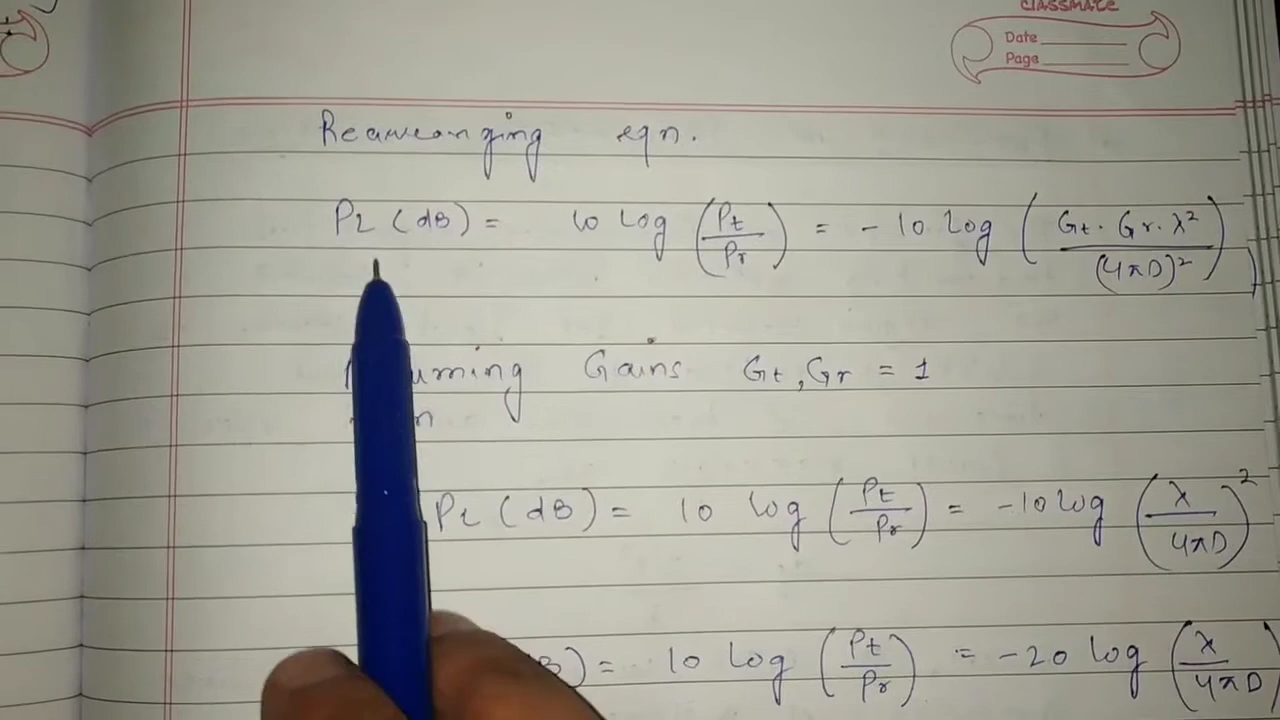 classmate
Date
Page
Rearranging eqn.
PL (dB) = 10 log (Pt/Pr) = -10 log (Gt. Gr. λ²/(4πD)²)
Gains Gt, Gr = 1
PL (dB) = 10 log (Pt/Pr) = -10 log (λ/4πD)²
B) = 10 log (Pt/Pr) = -20 log (λ/4πD)